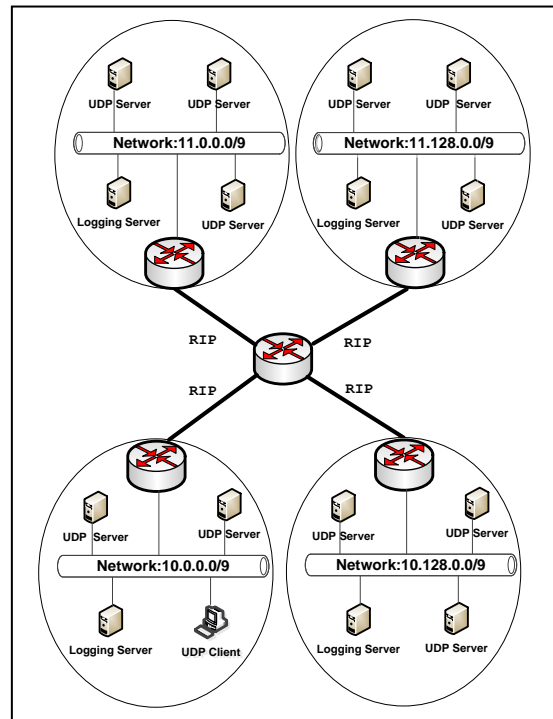 UDP Server
UDP Server
Network:11.0.0.0/9
Logging Server
UDP Server
UDP Server
UDP Server
Network:11.128.0.0/9
Logging Server
UDP Server
RIP
RIP
RIP
RIP
UDP Server
UDP Server
Network:10.0.0.0/9
Logging Server
UDP Client
UDP Server
UDP Server
Network:10.128.0.0/9
Logging Server
UDP Server